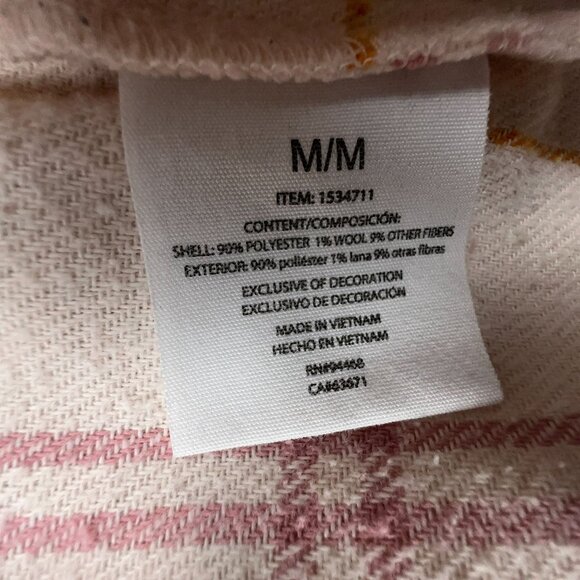 M/M
ITEM: 1534711
CONTENT/COMPOSICIÓN:
SHELL: 90% POLYESTER 1% WOOL 9% OTHER FIBERS
EXTERIOR: 90% poliéster 1% lana 9% otras fibras
EXCLUSIVE OF DECORATION
EXCLUSIVO DE DECORACIÓN
MADE IN VIETNAM
HECHO EN VIETNAM
RN#94468
CA#63671